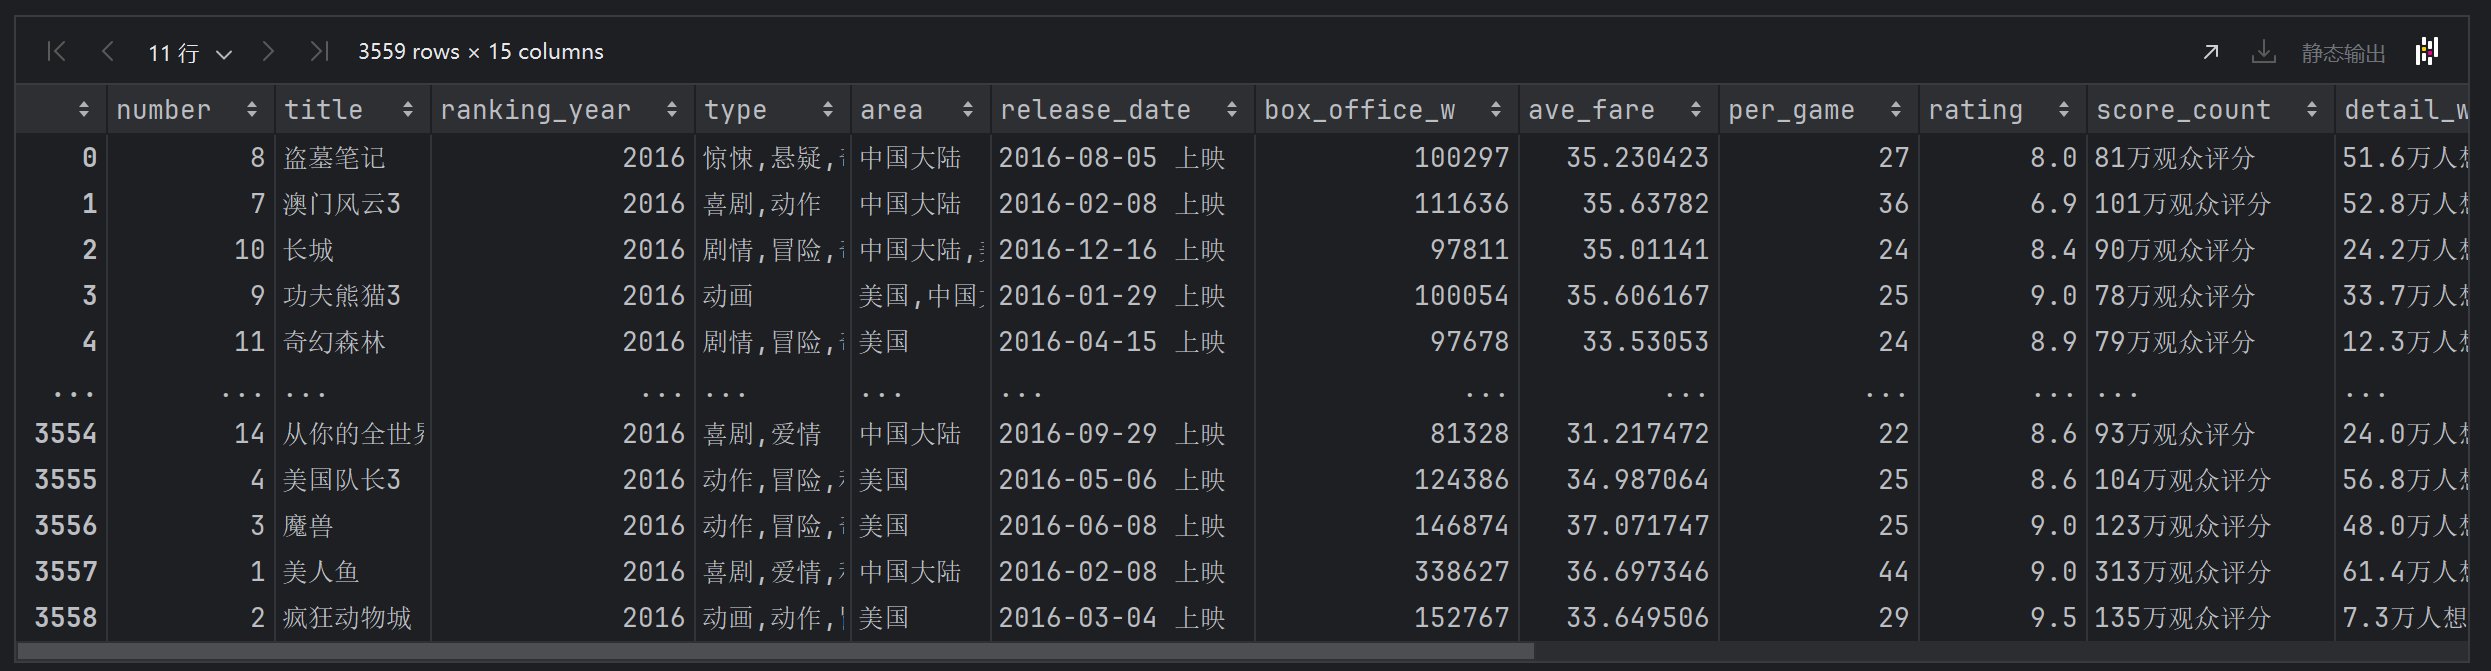 11 行 3559 rows × 15 columns 静态输出
number title ranking_year type area release_date box_office_w ave_fare per_game rating score_count detail_w
0 8 盗墓笔记 2016 惊悚,悬疑, 中国大陆 2016-08-05 上映 100297 35.230423 27 8.0 81万观众评分 51.6万人
1 7 澳门风云3 2016 喜剧,动作 中国大陆 2016-02-08 上映 111636 35.63782 36 6.9 101万观众评分 52.8万人
2 10 长城 2016 剧情,冒险, 中国大陆, 2016-12-16 上映 97811 35.01141 24 8.4 90万观众评分 24.2万人
3 9 功夫熊猫3 2016 动画 美国,中国 2016-01-29 上映 100054 35.606167 25 9.0 78万观众评分 33.7万人
4 11 奇幻森林 2016 剧情,冒险, 美国 2016-04-15 上映 97678 33.53053 24 8.9 79万观众评分 12.3万人
... ... ... ... ... ... ... ... ... ... ... ... ...
3554 14 从你的全世界 2016 喜剧,爱情 中国大陆 2016-09-29 上映 81328 31.217472 22 8.6 93万观众评分 24.0万人
3555 4 美国队长3 2016 动作,冒险, 美国 2016-05-06 上映 124386 34.987064 25 8.6 104万观众评分 56.8万人
3556 3 魔兽 2016 动作,冒险, 美国 2016-06-08 上映 146874 37.071747 25 9.0 123万观众评分 48.0万人
3557 1 美人鱼 2016 喜剧,爱情, 中国大陆 2016-02-08 上映 338627 36.697346 44 9.0 313万观众评分 61.4万人
3558 2 疯狂动物城 2016 动画,动作, 美国 2016-03-04 上映 152767 33.649506 29 9.5 135万观众评分 7.3万人想